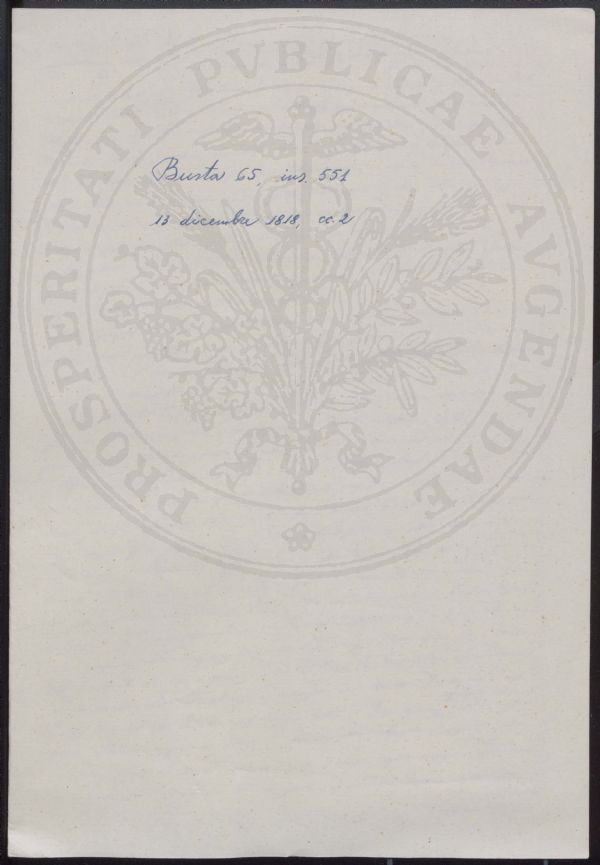 PROSPERITATI PVBLICAE AVGENDAE
Busta 65, ins. 551
13 dicembre 1818, cc. 2